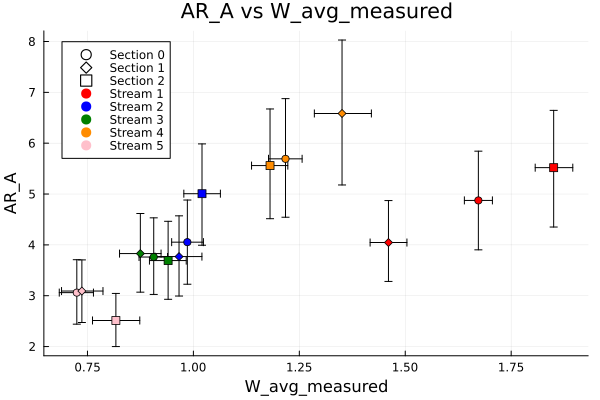 AR_A vs W_avg_measured
8
7
6
5
4
3
2
AR_A
Section 0
Section 1
Section 2
Stream 1
Stream 2
Stream 3
Stream 4
Stream 5
0.75
1.00
1.25
1.50
1.75
W_avg_measured